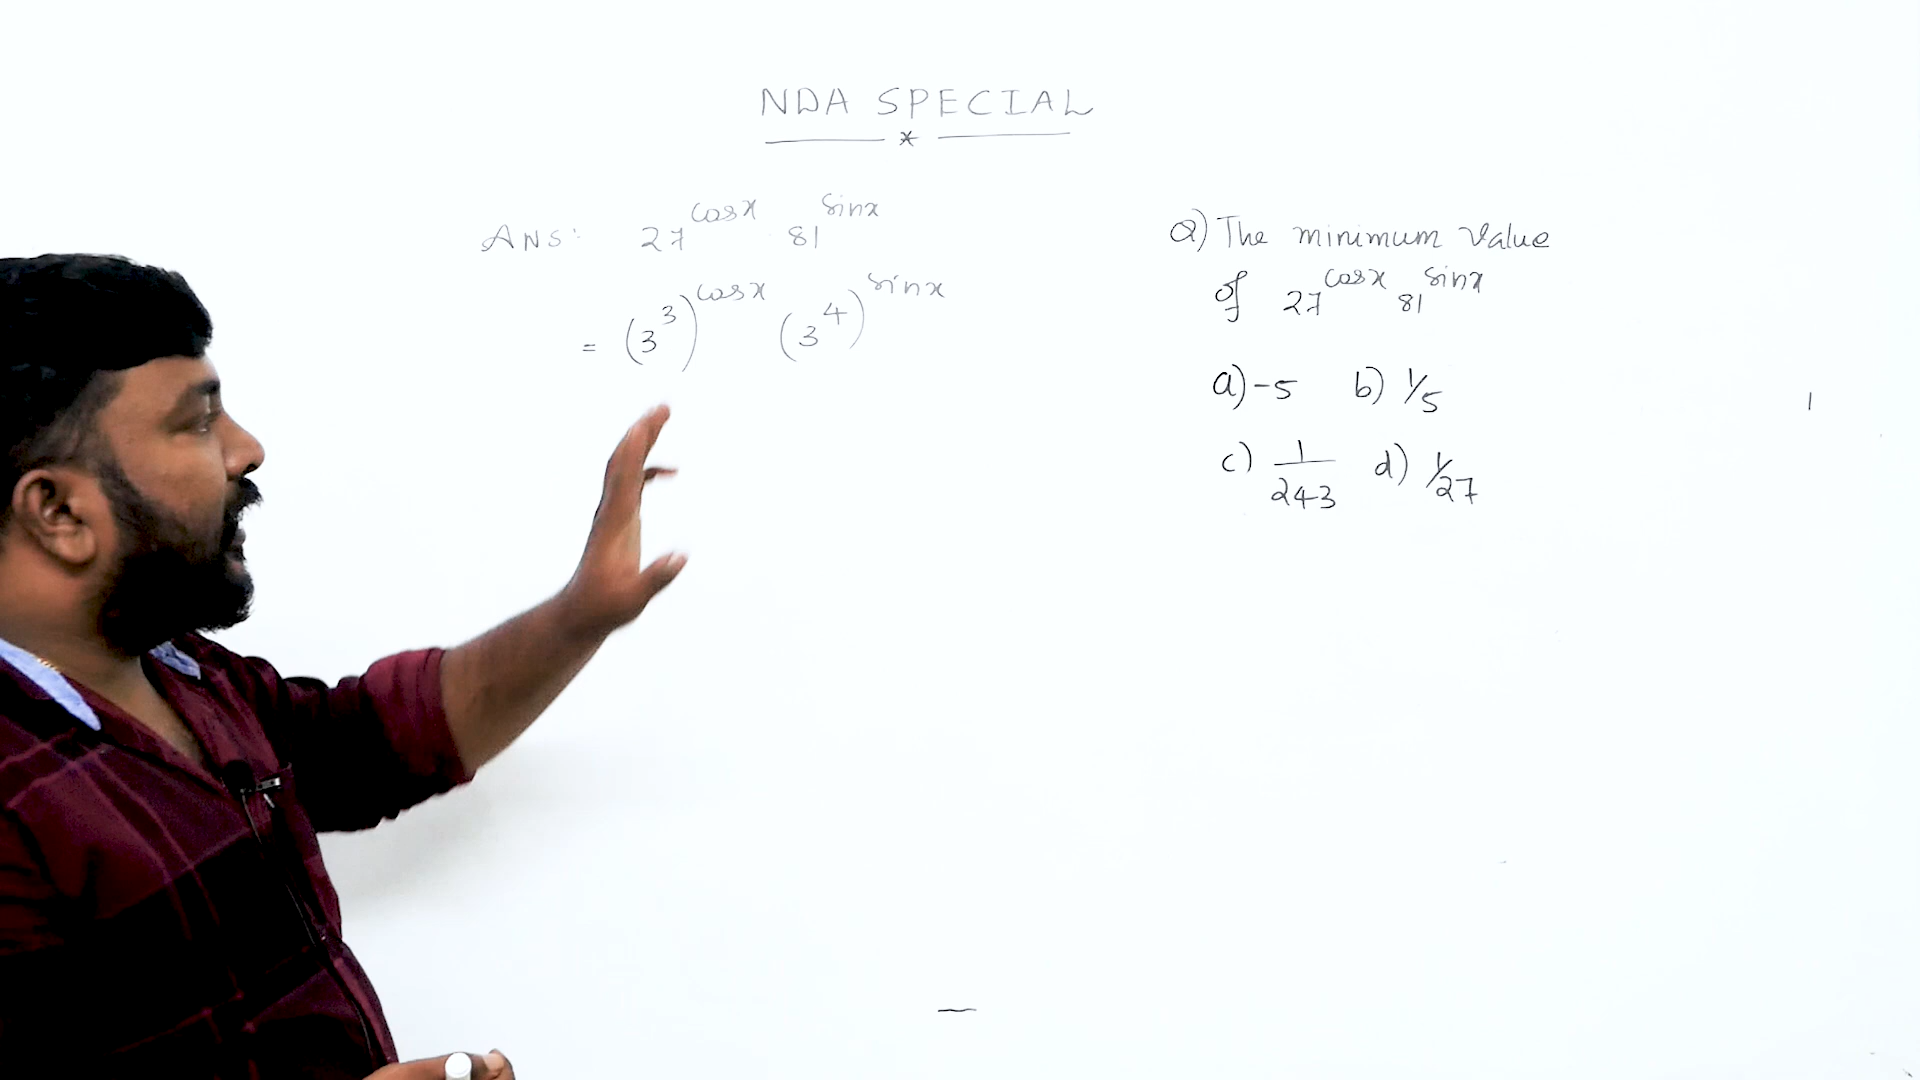 NDA SPECIAL
*
ANS: 27^cosx 81^sinx
= (3^3)^cosx (3^4)^sinx
Q) The minimum value
of 27^cosx 81^sinx
a) -5 b) 1/5
c) 1/243 d) 1/27